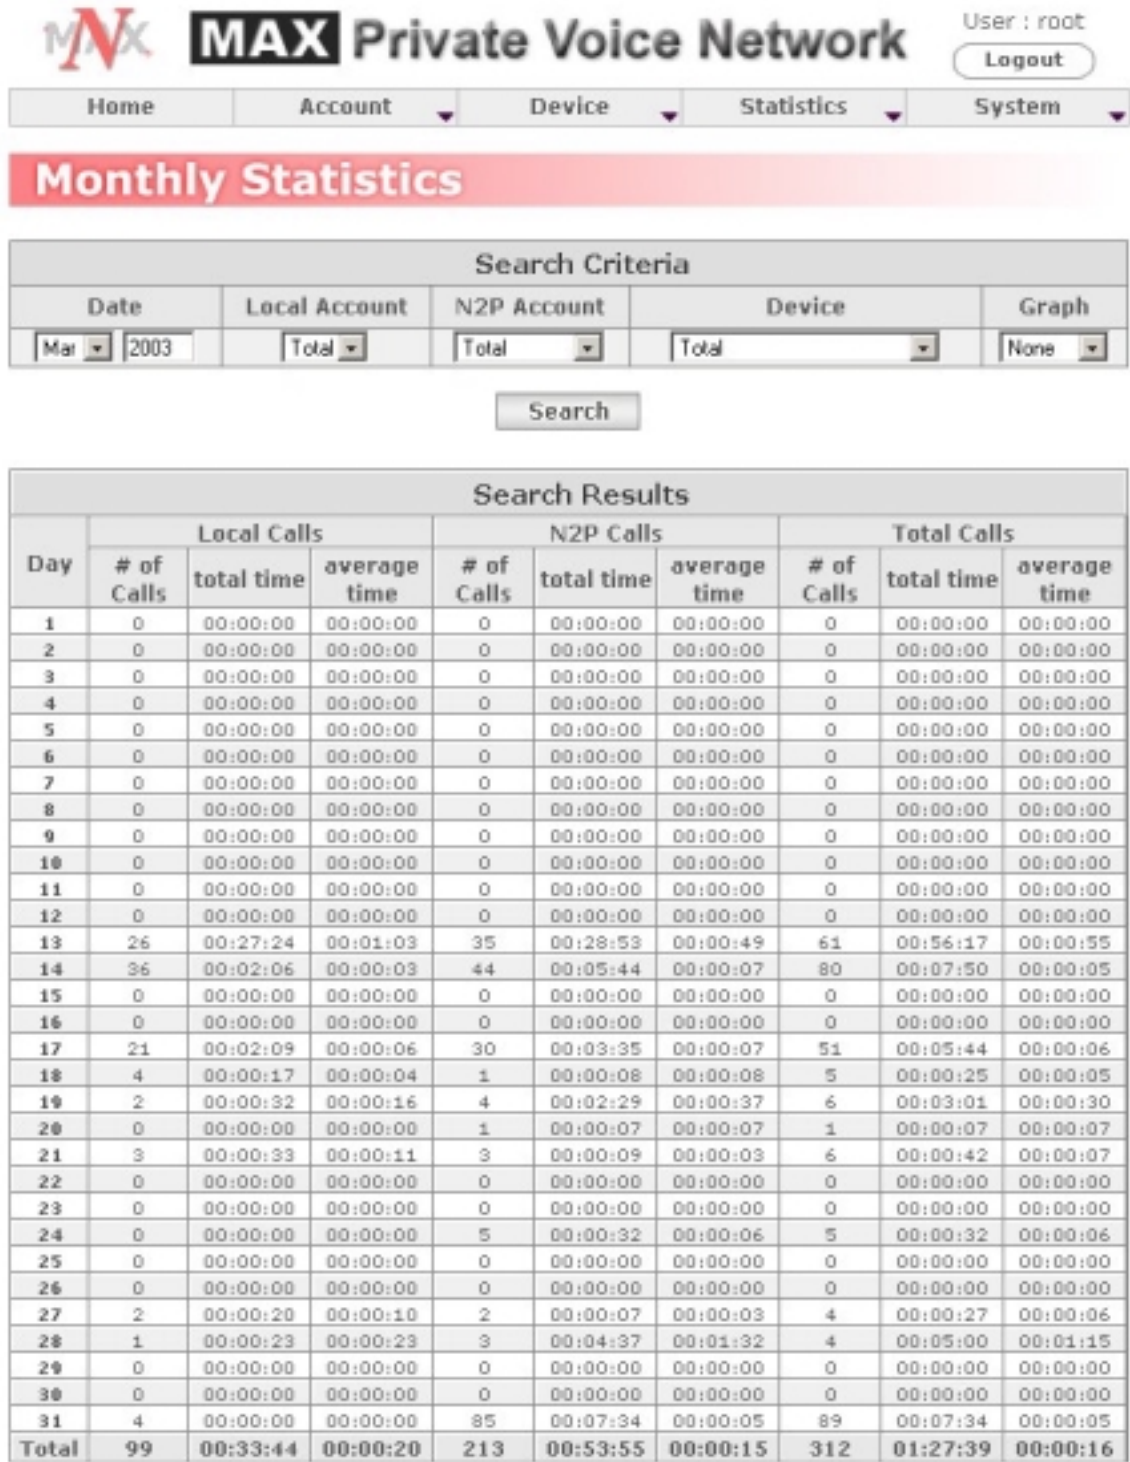 MNX MAX Private Voice Network User : root
Logout
Home Account Device Statistics System
Monthly Statistics
Search Criteria
Date Local Account N2P Account Device Graph
Mar 2003 Total Total Total None
Search
Search Results
Local Calls N2P Calls Total Calls
Day # of Calls total time average time # of Calls total time average time # of Calls total time average time
1 0 00:00:00 00:00:00 0 00:00:00 00:00:00 0 00:00:00 00:00:00
2 0 00:00:00 00:00:00 0 00:00:00 00:00:00 0 00:00:00 00:00:00
3 0 00:00:00 00:00:00 0 00:00:00 00:00:00 0 00:00:00 00:00:00
4 0 00:00:00 00:00:00 0 00:00:00 00:00:00 0 00:00:00 00:00:00
5 0 00:00:00 00:00:00 0 00:00:00 00:00:00 0 00:00:00 00:00:00
6 0 00:00:00 00:00:00 0 00:00:00 00:00:00 0 00:00:00 00:00:00
7 0 00:00:00 00:00:00 0 00:00:00 00:00:00 0 00:00:00 00:00:00
8 0 00:00:00 00:00:00 0 00:00:00 00:00:00 0 00:00:00 00:00:00
9 0 00:00:00 00:00:00 0 00:00:00 00:00:00 0 00:00:00 00:00:00
10 0 00:00:00 00:00:00 0 00:00:00 00:00:00 0 00:00:00 00:00:00
11 0 00:00:00 00:00:00 0 00:00:00 00:00:00 0 00:00:00 00:00:00
12 0 00:00:00 00:00:00 0 00:00:00 00:00:00 0 00:00:00 00:00:00
13 26 00:27:24 00:01:03 35 00:28:53 00:00:49 61 00:56:17 00:00:55
14 36 00:02:06 00:00:03 44 00:05:44 00:00:07 80 00:07:50 00:00:05
15 0 00:00:00 00:00:00 0 00:00:00 00:00:00 0 00:00:00 00:00:00
16 0 00:00:00 00:00:00 0 00:00:00 00:00:00 0 00:00:00 00:00:00
17 21 00:02:09 00:00:06 30 00:03:35 00:00:07 51 00:05:44 00:00:06
18 4 00:00:17 00:00:04 1 00:00:08 00:00:08 5 00:00:25 00:00:05
19 2 00:00:32 00:00:16 4 00:02:29 00:00:37 6 00:03:01 00:00:30
20 0 00:00:00 00:00:00 1 00:00:07 00:00:07 1 00:00:07 00:00:07
21 3 00:00:33 00:00:11 3 00:00:09 00:00:03 6 00:00:42 00:00:07
22 0 00:00:00 00:00:00 0 00:00:00 00:00:00 0 00:00:00 00:00:00
23 0 00:00:00 00:00:00 0 00:00:00 00:00:00 0 00:00:00 00:00:00
24 0 00:00:00 00:00:00 5 00:00:32 00:00:06 5 00:00:32 00:00:06
25 0 00:00:00 00:00:00 0 00:00:00 00:00:00 0 00:00:00 00:00:00
26 0 00:00:00 00:00:00 0 00:00:00 00:00:00 0 00:00:00 00:00:00
27 2 00:00:20 00:00:10 2 00:00:07 00:00:03 4 00:00:27 00:00:06
28 1 00:00:23 00:00:23 3 00:04:37 00:01:32 4 00:05:00 00:01:15
29 0 00:00:00 00:00:00 0 00:00:00 00:00:00 0 00:00:00 00:00:00
30 0 00:00:00 00:00:00 0 00:00:00 00:00:00 0 00:00:00 00:00:00
31 4 00:00:00 00:00:00 85 00:07:34 00:00:05 89 00:07:34 00:00:05
Total 99 00:33:44 00:00:20 213 00:53:55 00:00:15 312 01:27:39 00:00:16